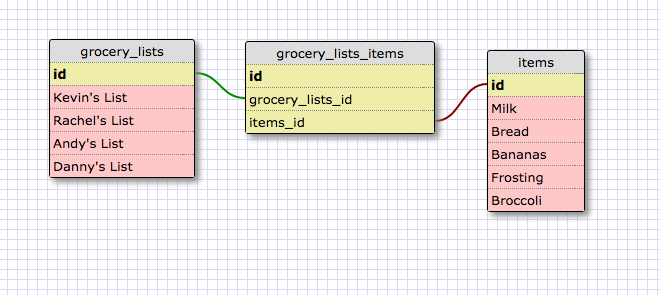 grocery_lists
id
Kevin's List
Rachel's List
Andy's List
Danny's List
grocery_lists_items
id
grocery_lists_id
items_id
items
id
Milk
Bread
Bananas
Frosting
Broccoli